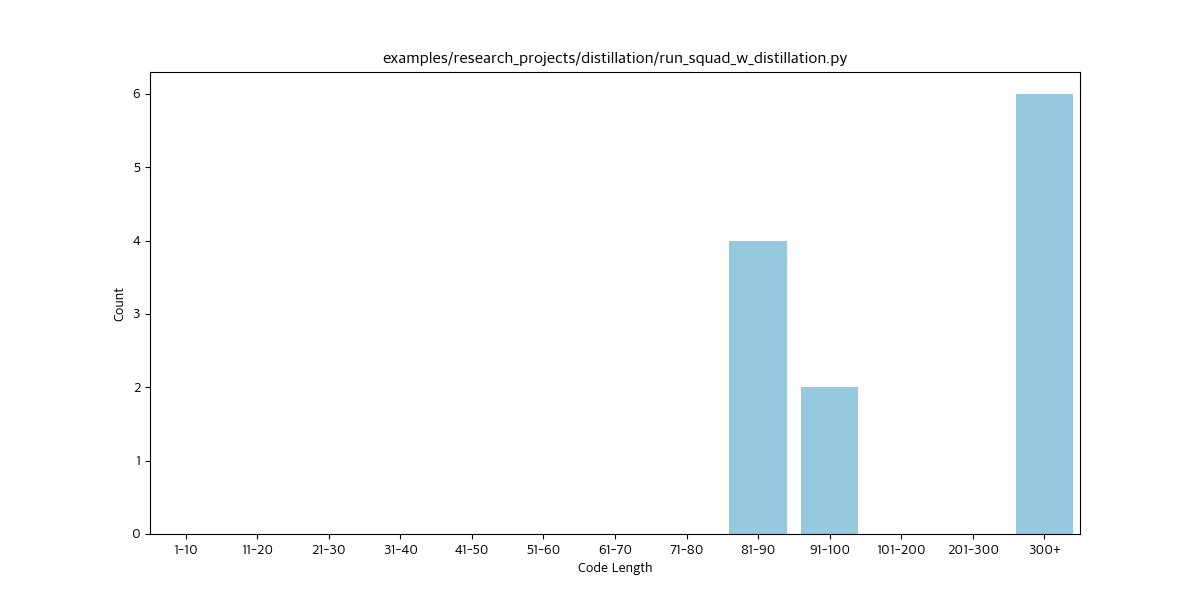 examples/research_projects/distillation/run_squad_w_distillation.py
6
5
4
3
2
1
0
Count
1-10 11-20 21-30 31-40 41-50 51-60 61-70 71-80 81-90 91-100 101-200 201-300 300+
Code Length